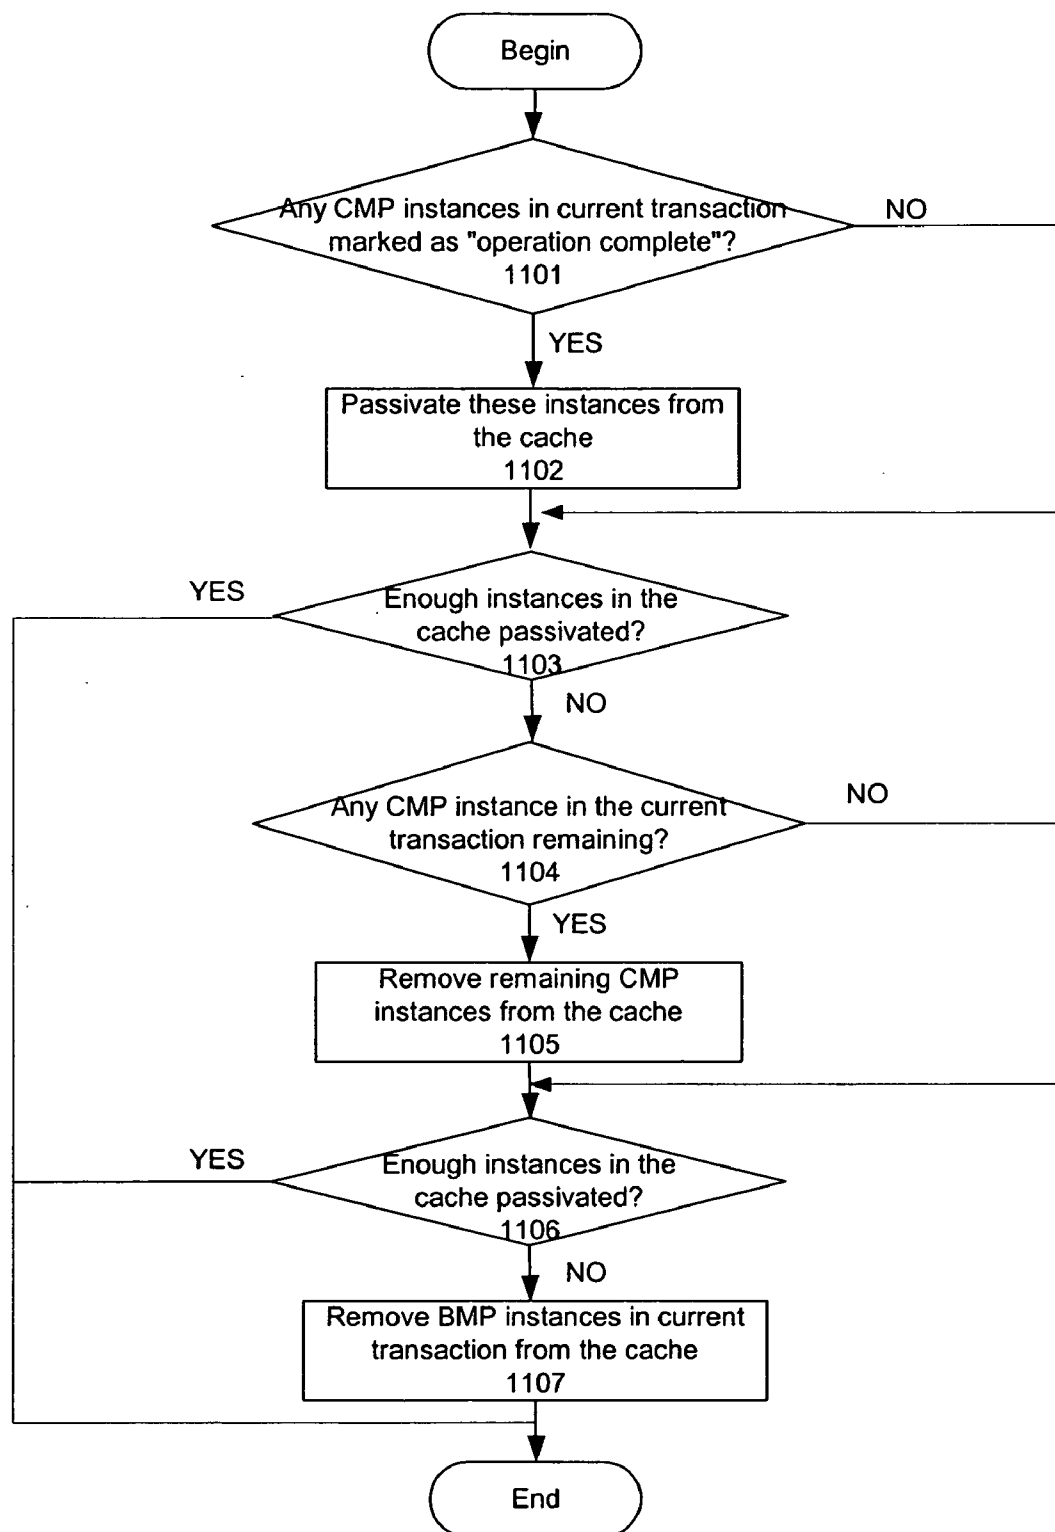 Begin
Any CMP instances in current transaction
marked as "operation complete"?
1101
NO
YES
Passivate these instances from
the cache
1102
YES
Enough instances in the
cache passivated?
1103
NO
Any CMP instance in the current
transaction remaining?
1104
NO
YES
Remove remaining CMP
instances from the cache
1105
YES
Enough instances in the
cache passivated?
1106
NO
Remove BMP instances in current
transaction from the cache
1107
End